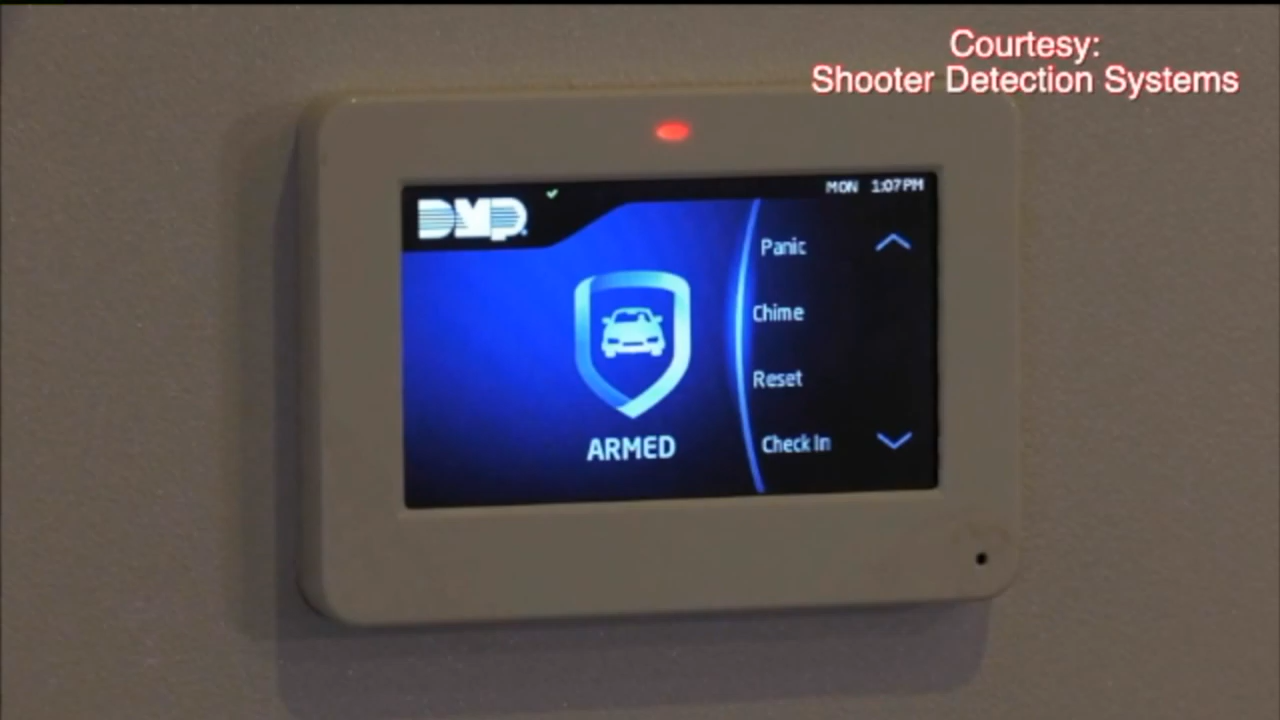 Courtesy:
Shooter Detection Systems
MON 1:07PM
DMP
Panic
Chime
Reset
Check In
ARMED